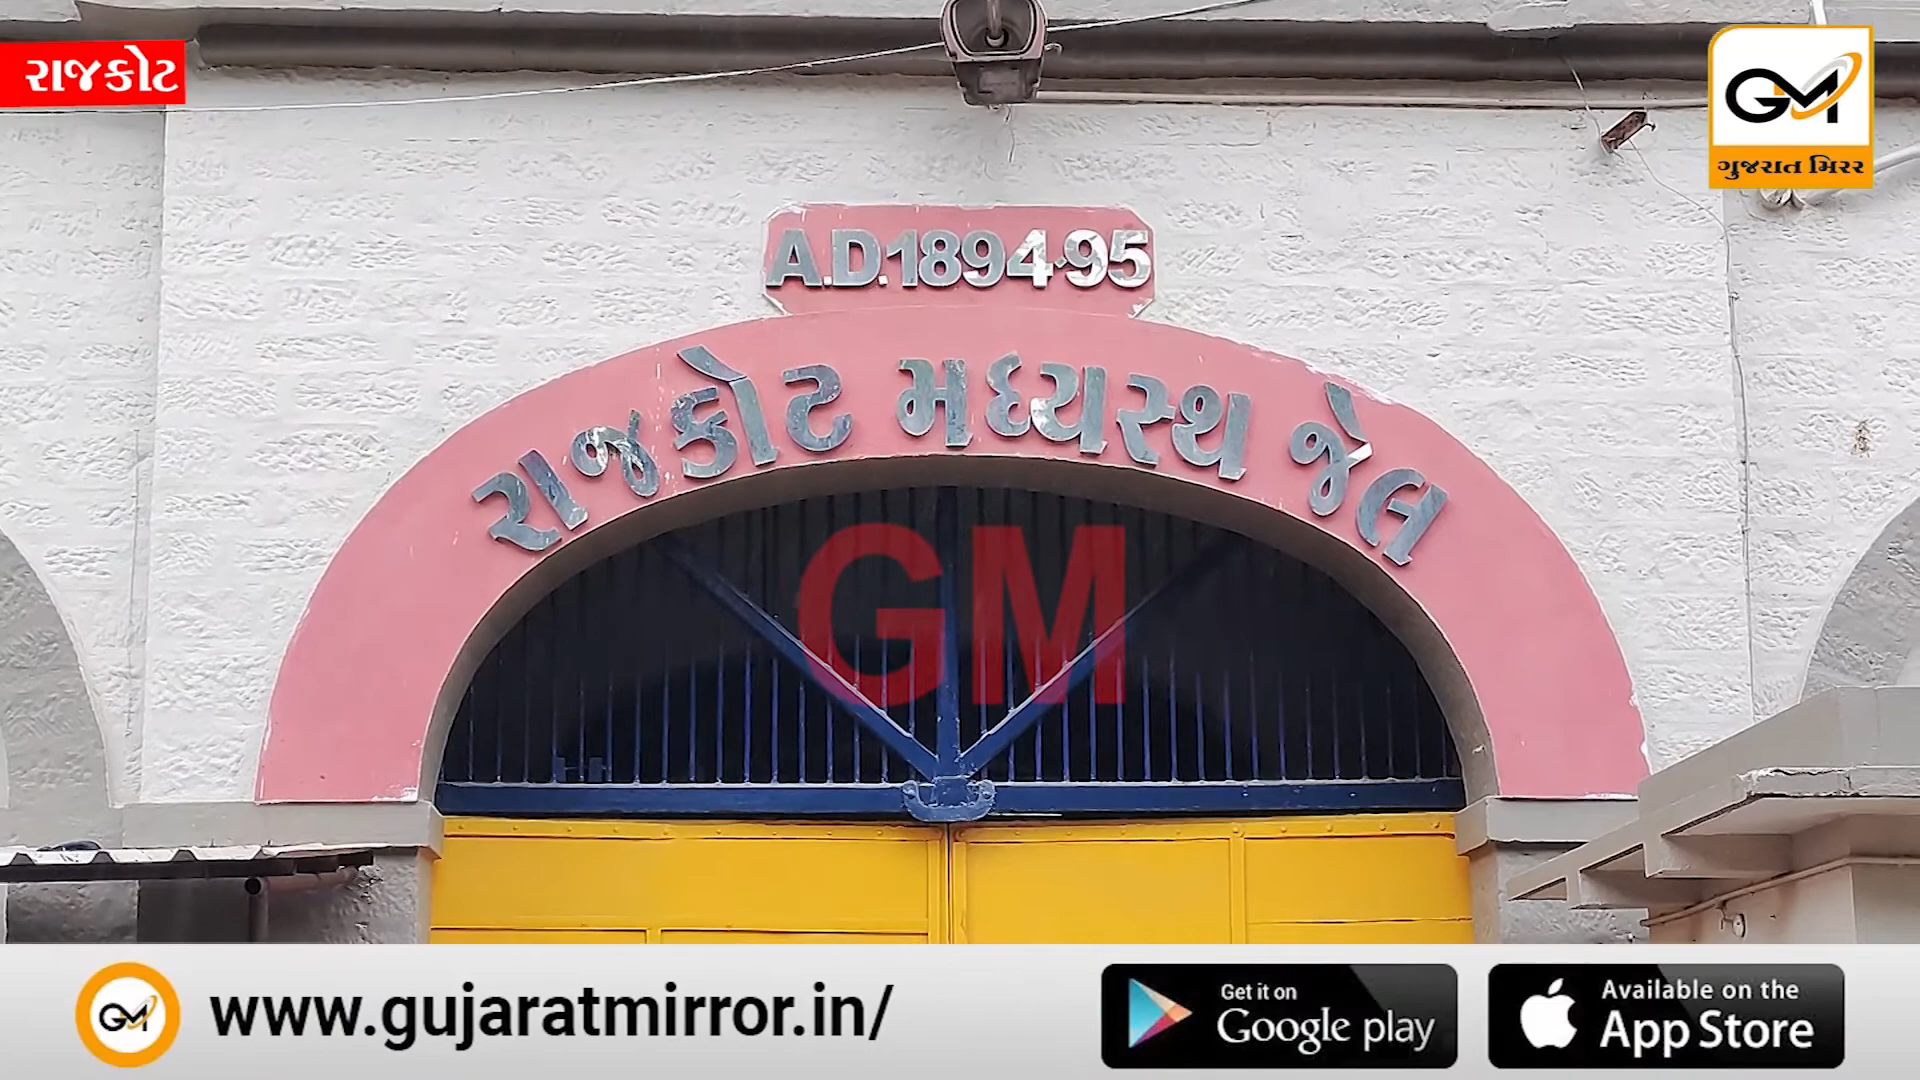 રાજકોટ
GM
ગુજરાત મિરર
A.D.1894-95
રાજકોટ મધ્યસ્થ જેલ
GM
GM
www.gujaratmirror.in/
Get it on
Google play
Available on the
App Store